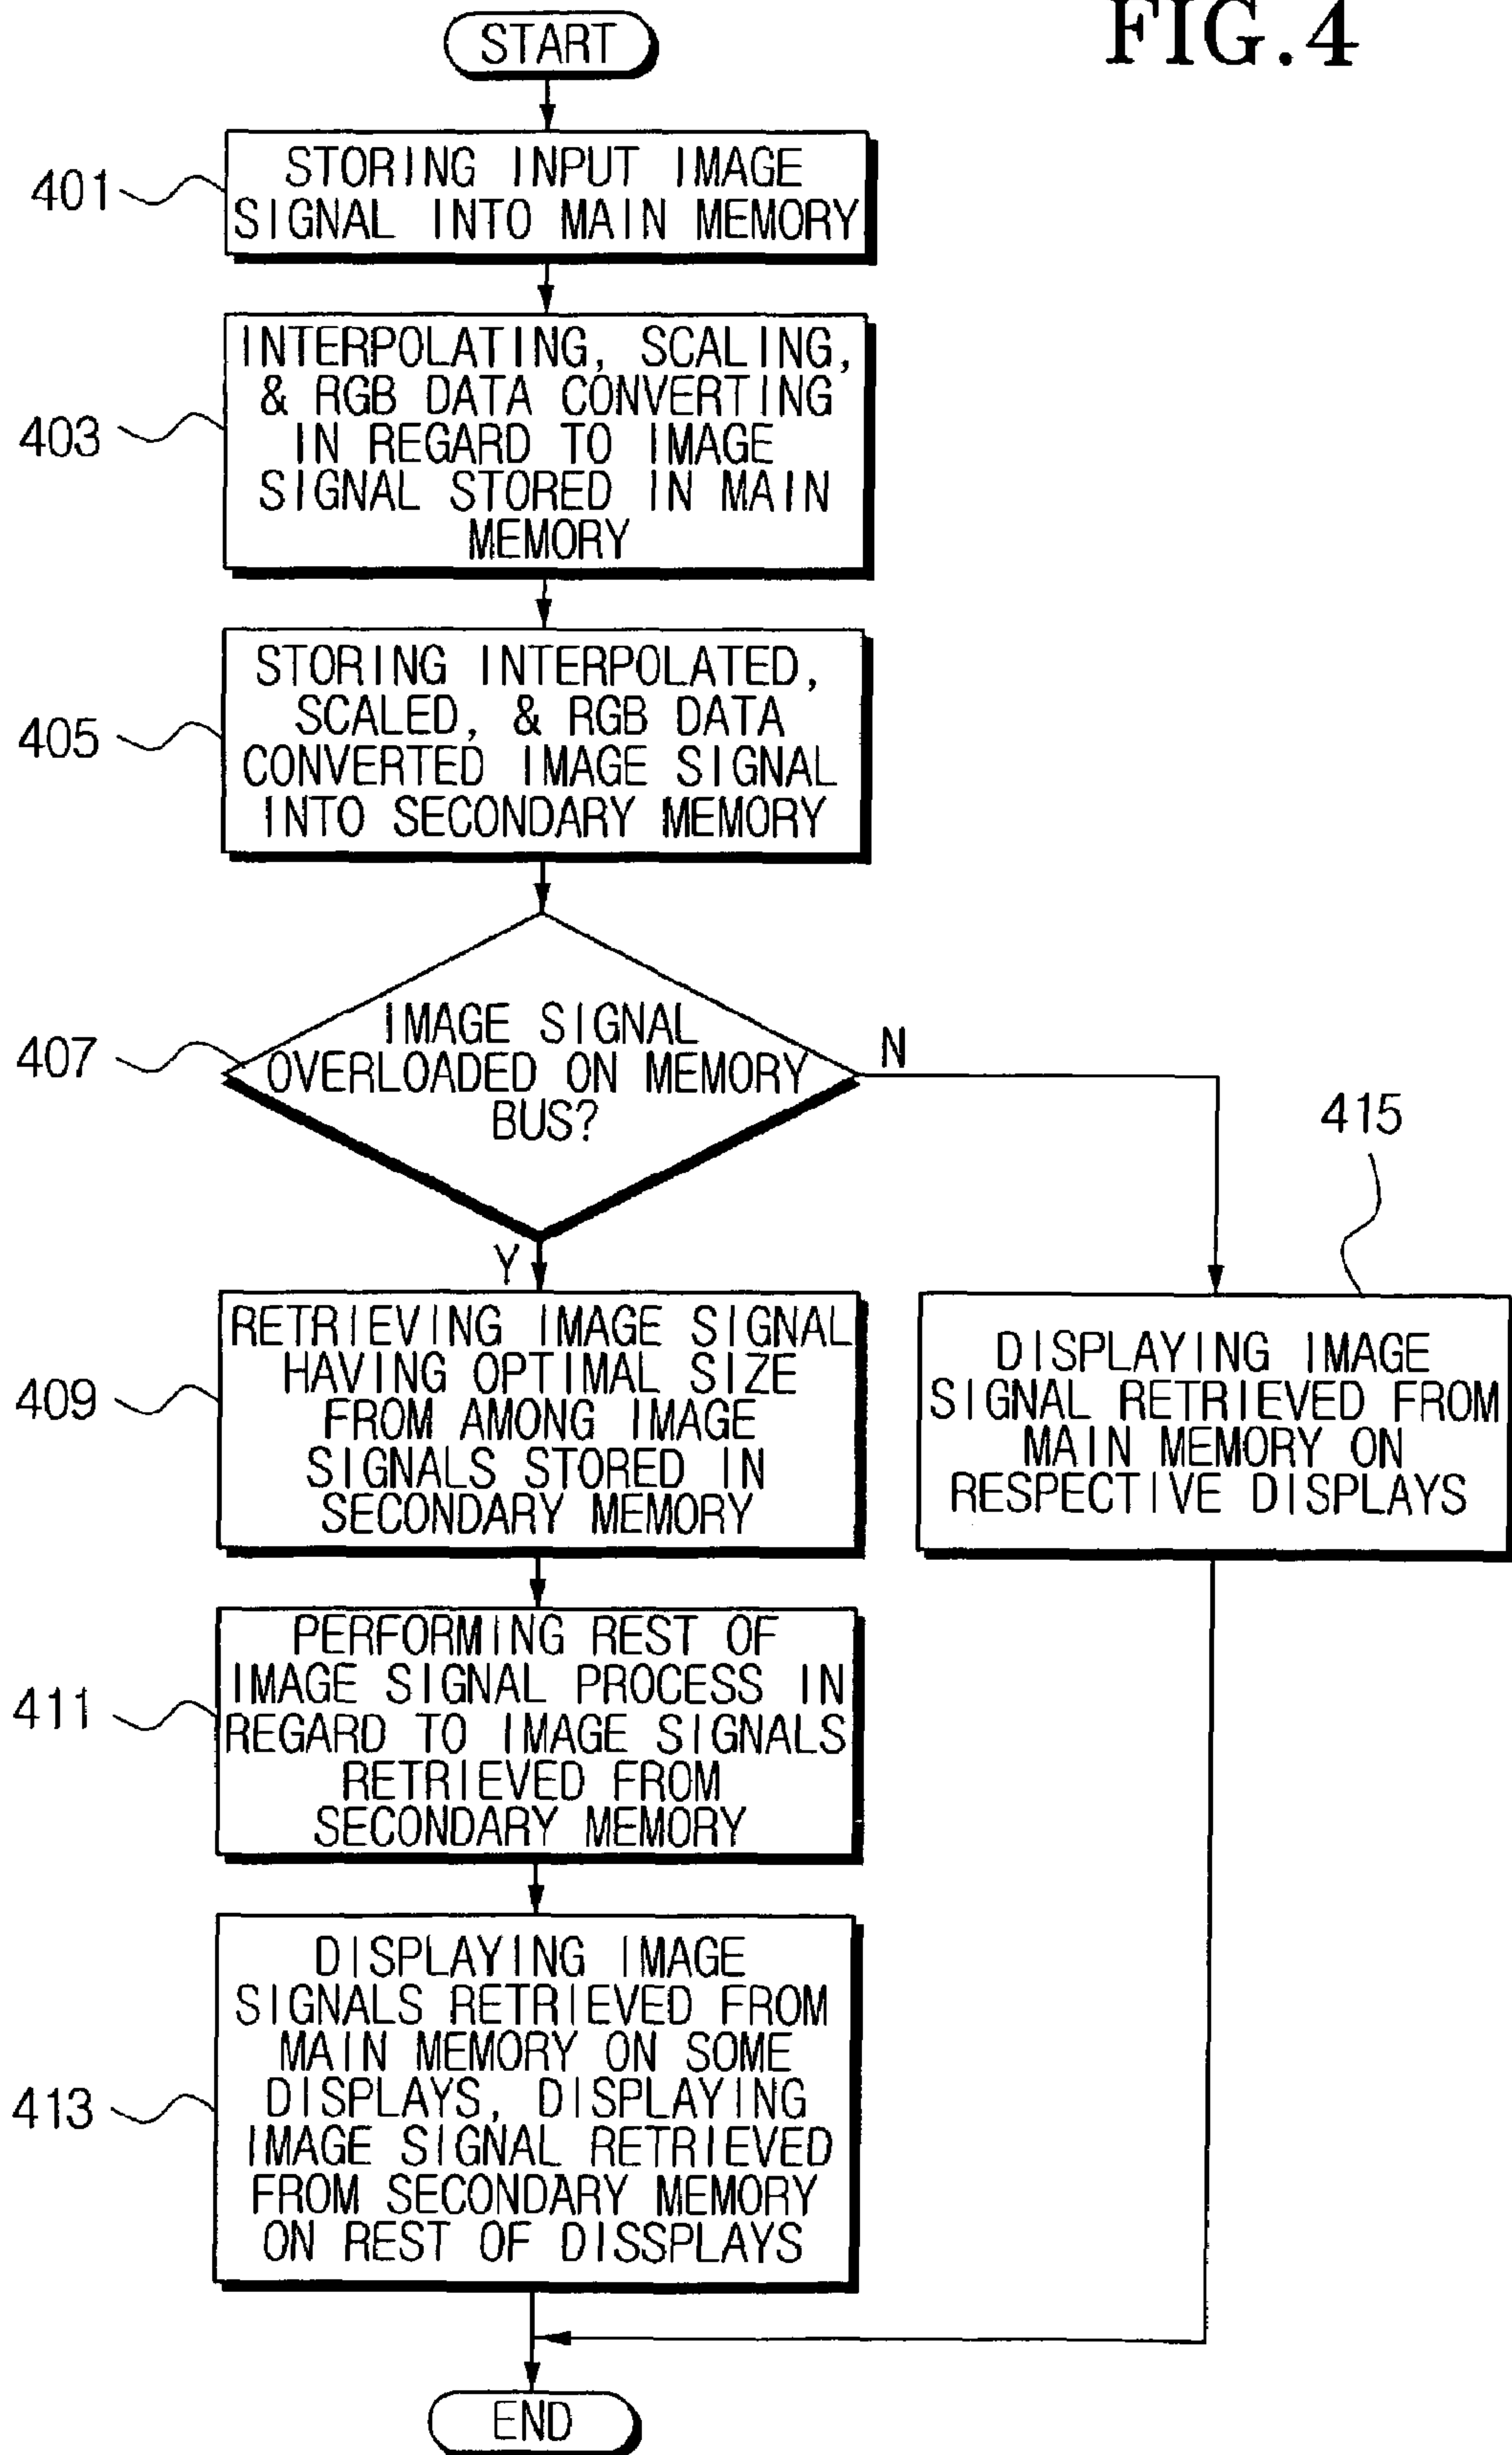 FIG.4
START
401
STORING INPUT IMAGE
SIGNAL INTO MAIN MEMORY
403
INTERPOLATING, SCALING,
& RGB DATA CONVERTING
IN REGARD TO IMAGE
SIGNAL STORED IN MAIN
MEMORY
405
STORING INTERPOLATED,
SCALED, & RGB DATA
CONVERTED IMAGE SIGNAL
INTO SECONDARY MEMORY
407
IMAGE SIGNAL
OVERLOADED ON MEMORY
BUS?
N
Y
409
RETRIEVING IMAGE SIGNAL
HAVING OPTIMAL SIZE
FROM AMONG IMAGE
SIGNALS STORED IN
SECONDARY MEMORY
415
DISPLAYING IMAGE
SIGNAL RETRIEVED FROM
MAIN MEMORY ON
RESPECTIVE DISPLAYS
411
PERFORMING REST OF
IMAGE SIGNAL PROCESS IN
REGARD TO IMAGE SIGNALS
RETRIEVED FROM
SECONDARY MEMORY
413
DISPLAYING IMAGE
SIGNALS RETRIEVED FROM
MAIN MEMORY ON SOME
DISPLAYS, DISPLAYING
IMAGE SIGNAL RETRIEVED
FROM SECONDARY MEMORY
ON REST OF DISSPLAYS
END